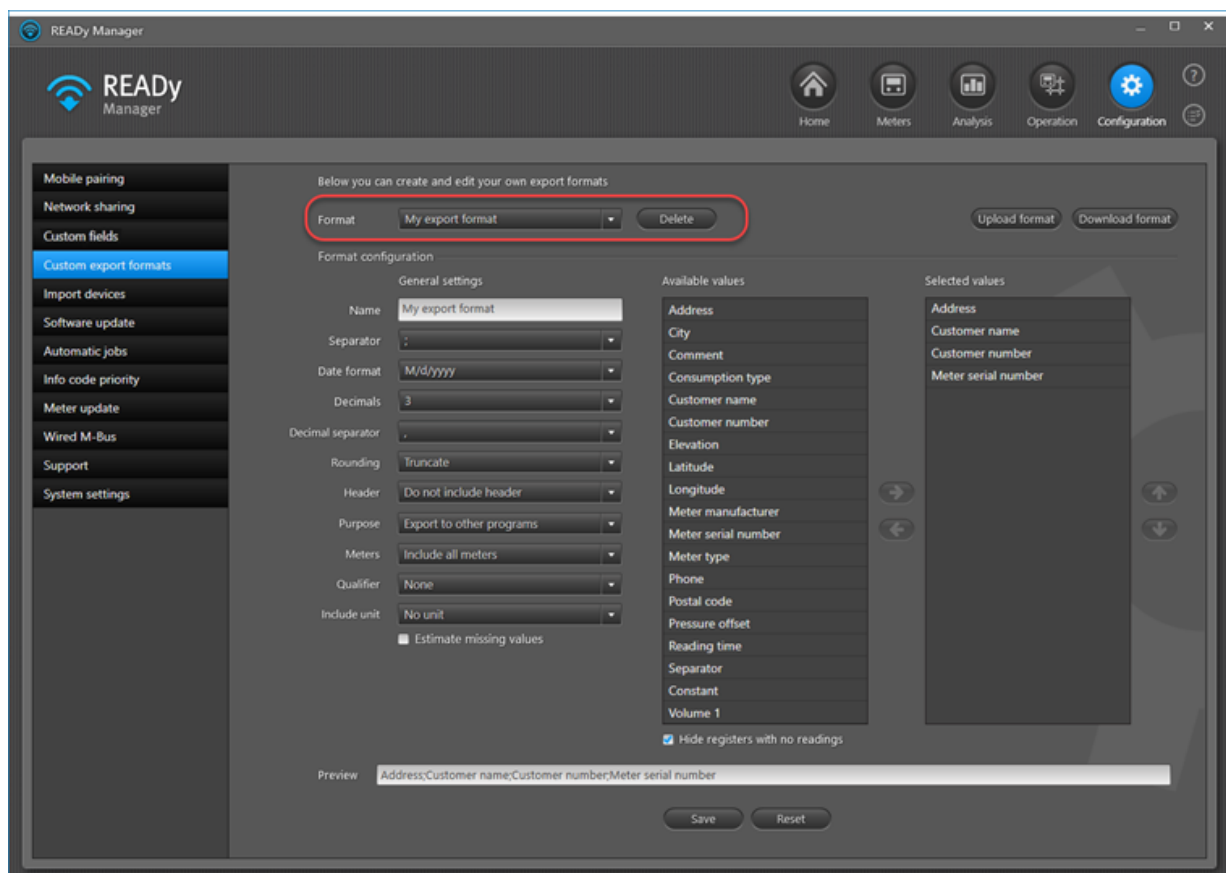 READy Manager
READy
Manager
Home
Meters
Analysis
Operation
Configuration
?
Mobile pairing
Network sharing
Custom fields
Custom export formats
Import devices
Software update
Automatic jobs
Info code priority
Meter update
Wired M-Bus
Support
System settings
Below you can create and edit your own export formats
Format My export format Delete Upload format Download format
Format configuration
General settings
Name My export format
Separator ;
Date format M/d/yyyy
Decimals 3
Decimal separator ,
Rounding Truncate
Header Do not include header
Purpose Export to other programs
Meters Include all meters
Qualifier None
Include unit No unit
Estimate missing values
Available values
Address
City
Comment
Consumption type
Customer name
Customer number
Elevation
Latitude
Longitude
Meter manufacturer
Meter serial number
Meter type
Phone
Postal code
Pressure offset
Reading time
Separator
Constant
Volume 1
Hide registers with no readings
Selected values
Address
Customer name
Customer number
Meter serial number
Preview Address;Customer name;Customer number;Meter serial number
Save Reset